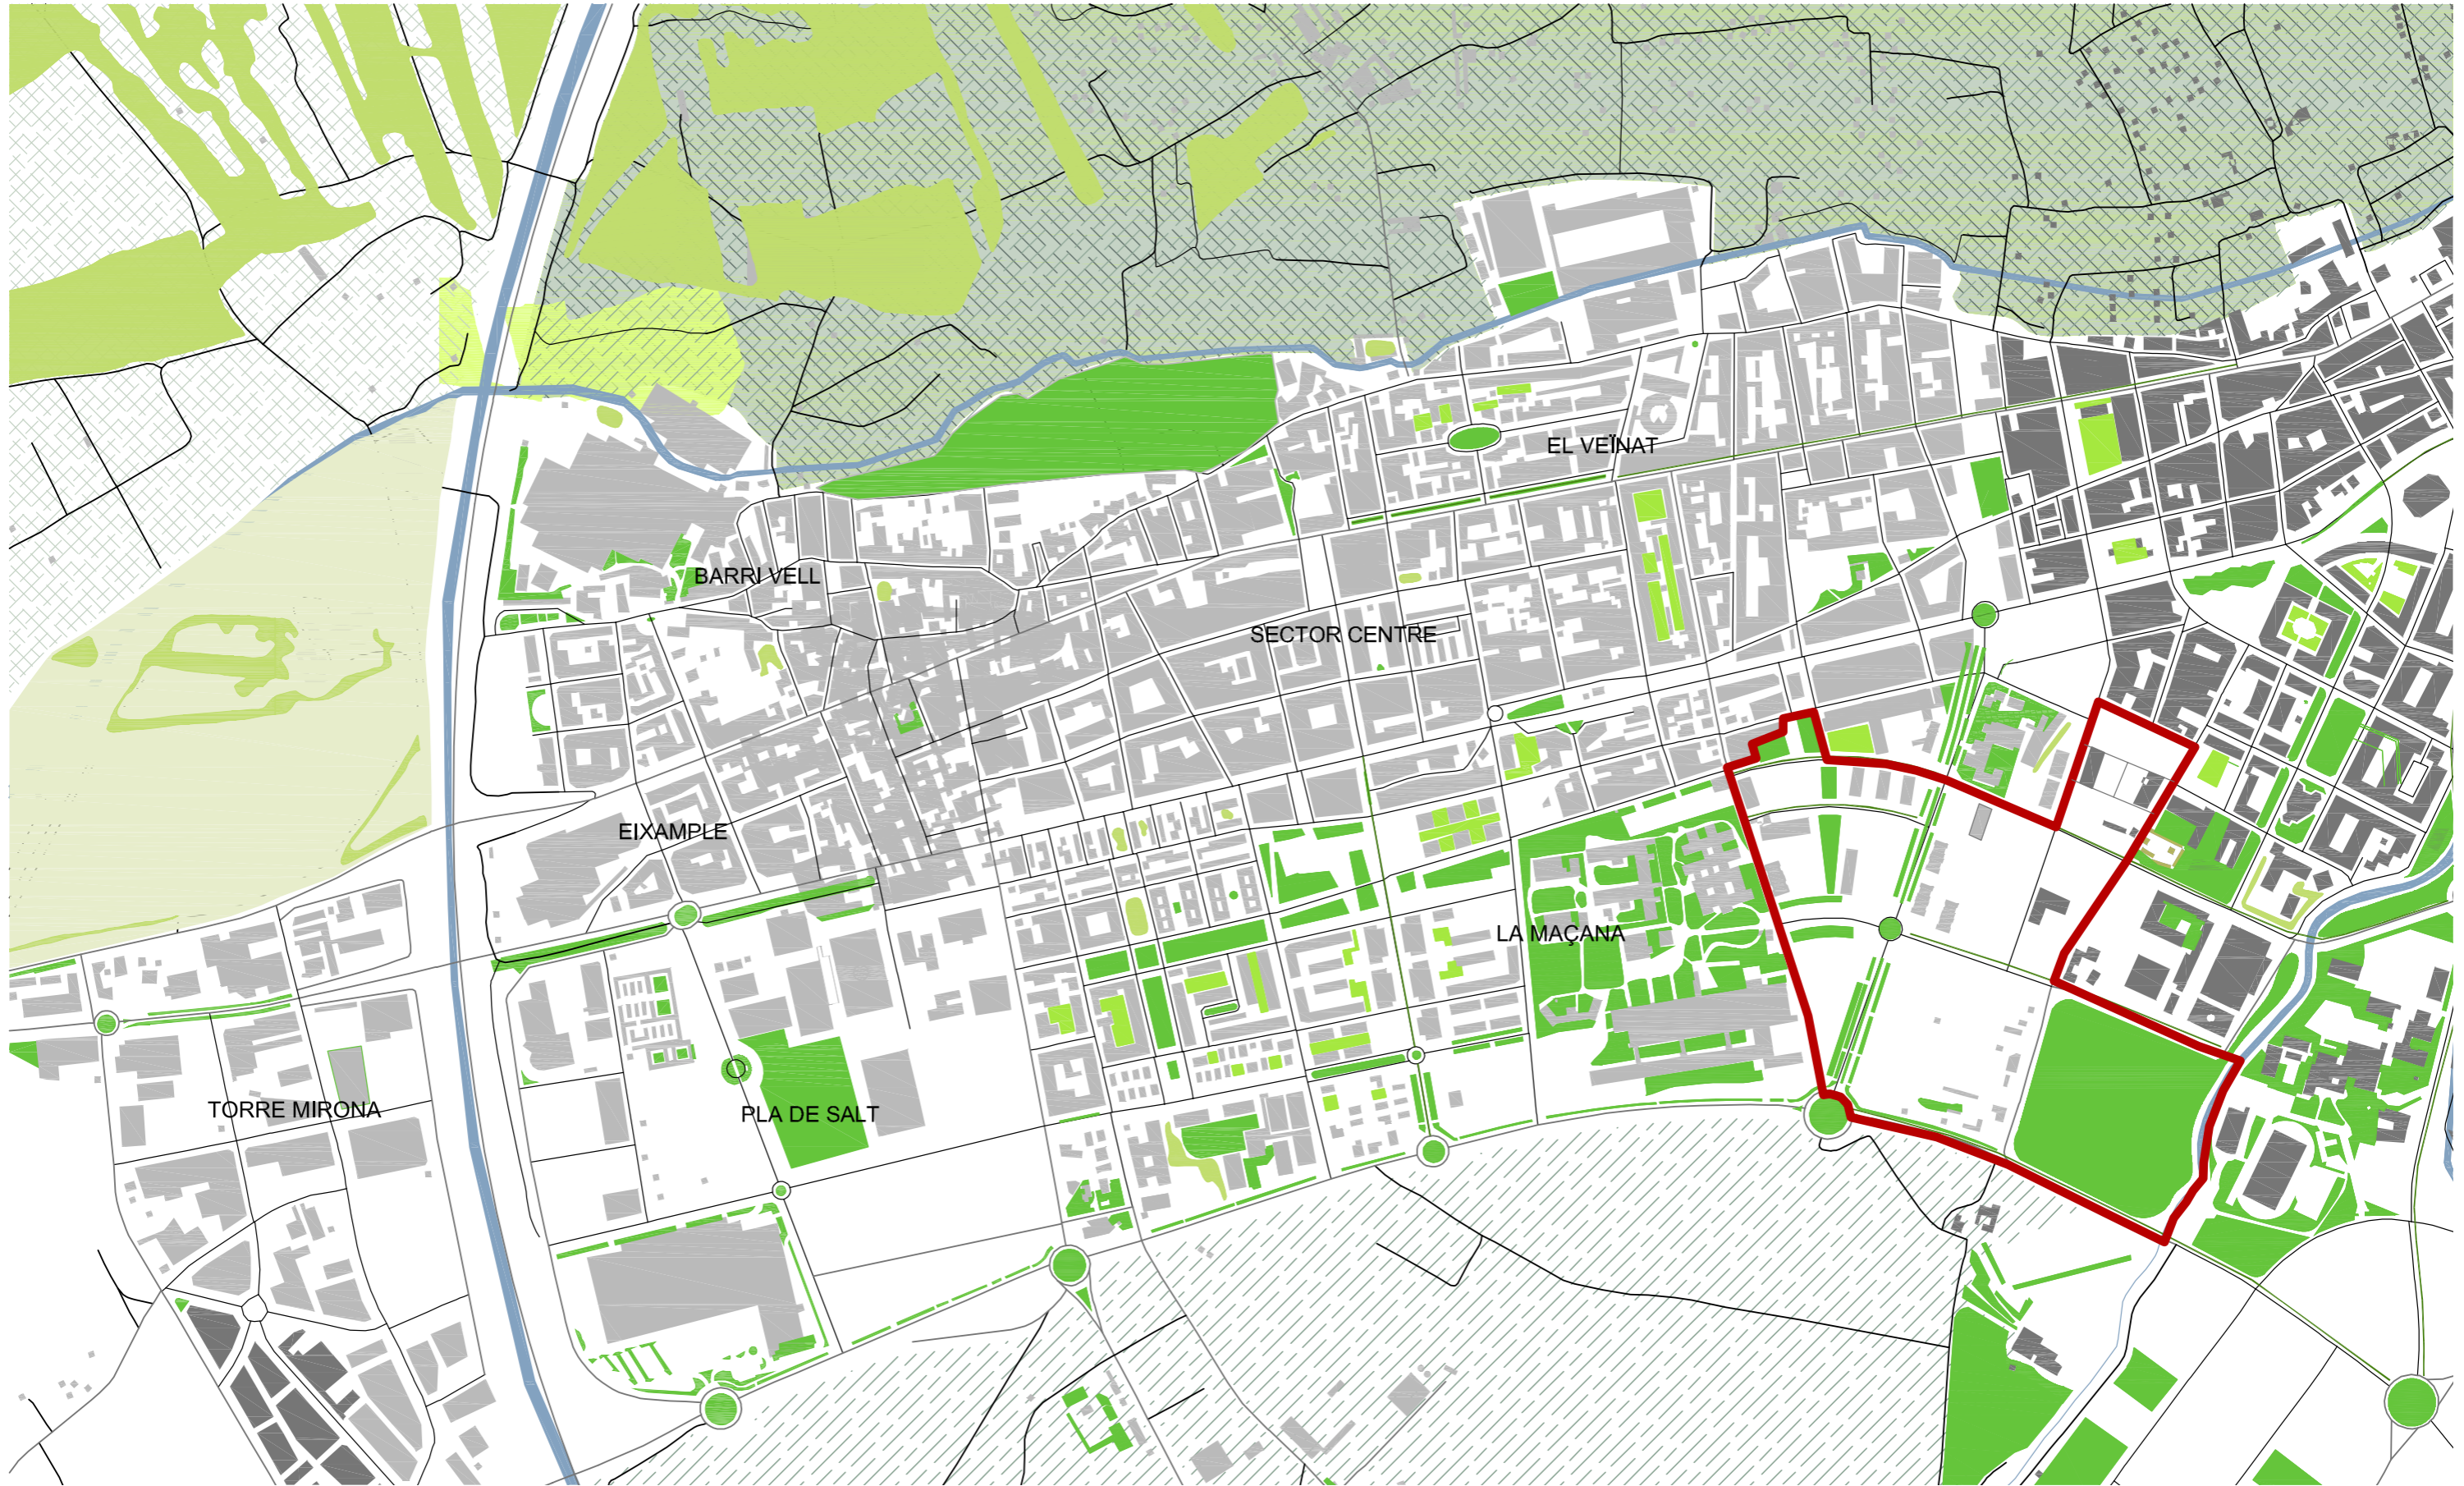 EL VEÏNAT
BARRI VELL
SECTOR CENTRE
EIXAMPLE
LA MAÇANA
TORRE MIRONA
PLA DE SALT